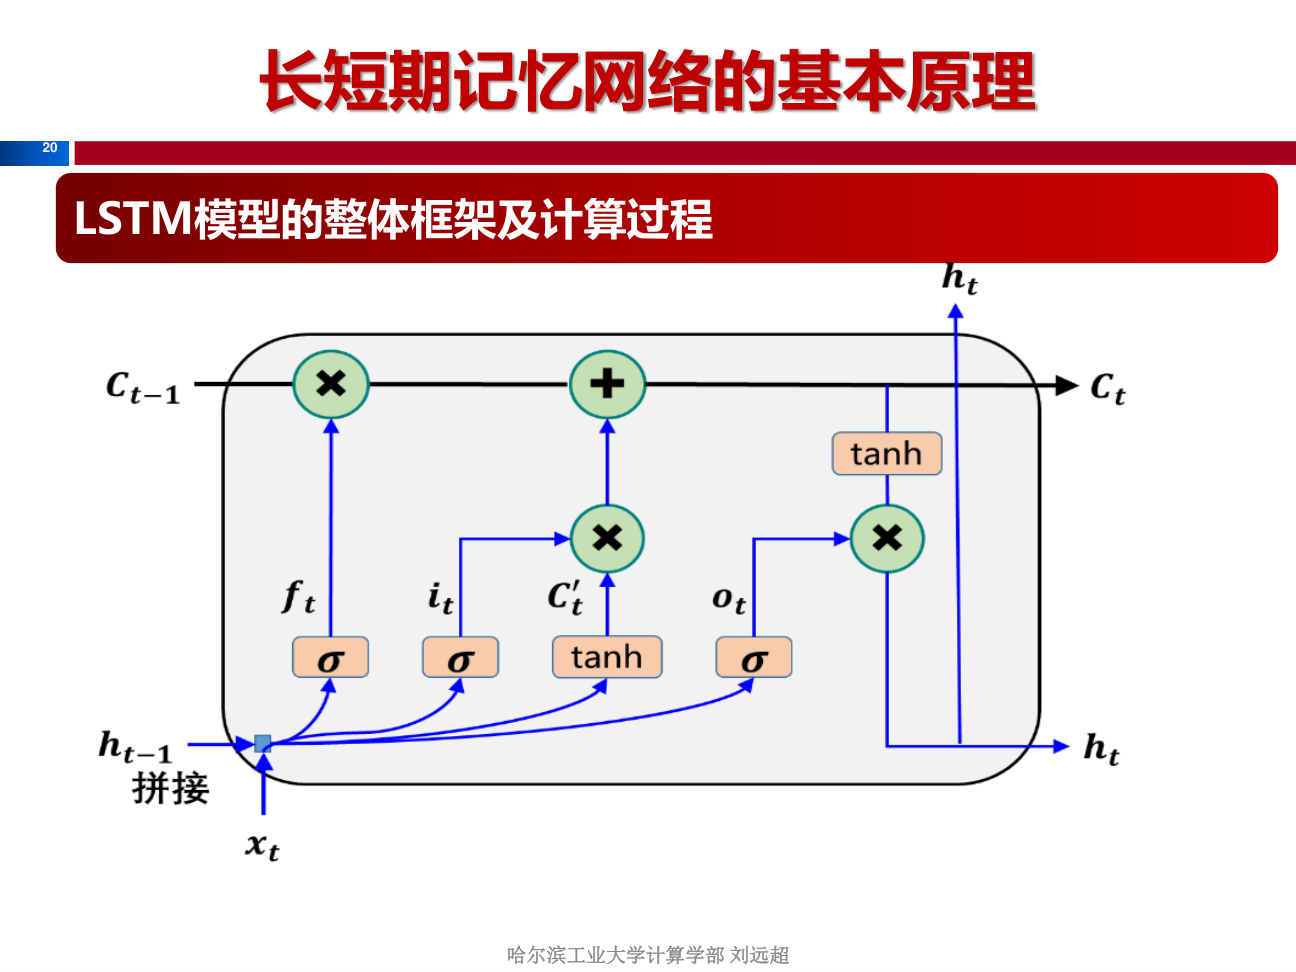 长短期记忆网络的基本原理
20
LSTM模型的整体框架及计算过程
h_t
C_{t-1}
C_t
tanh
f_t
i_t
C'_t
o_t
σ
σ
tanh
σ
h_{t-1}
h_t
拼接
x_t
哈尔滨工业大学计算学部 刘远超